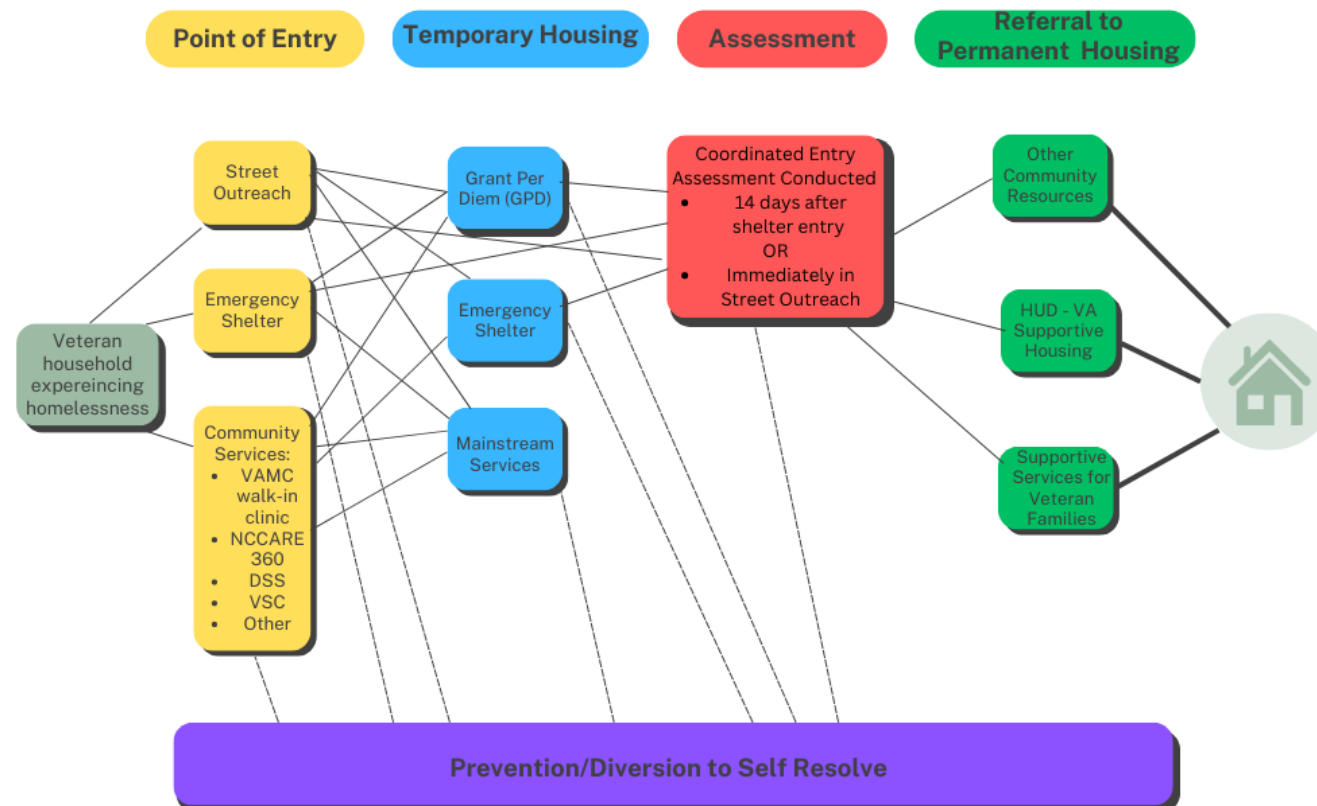 Point of Entry
Temporary Housing
Assessment
Referral to
Permanent Housing
Veteran
household
expereincing
homelessness
Street
Outreach
Emergency
Shelter
Community
Services:
• VAMC
walk-in
clinic
• NCCARE
360
• DSS
• VSC
• Other
Grant Per
Diem (GPD)
Emergency
Shelter
Mainstream
Services
Coordinated Entry
Assessment Conducted
• 14 days after
shelter entry
OR
• Immediately in
Street Outreach
Other
Community
Resources
HUD - VA
Supportive
Housing
Supportive
Services for
Veteran
Families
Prevention/Diversion to Self Resolve